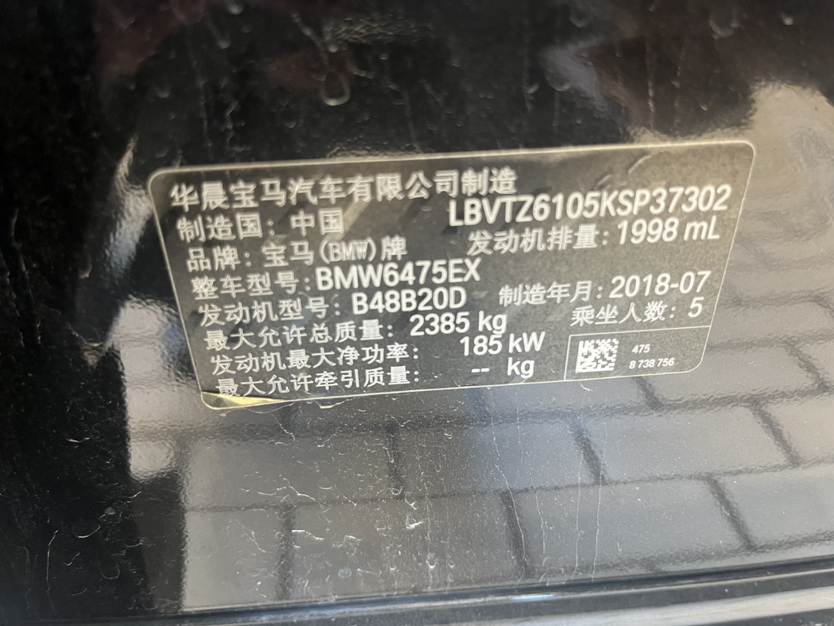 华晨宝马汽车有限公司制造
制造国：中国 LBVTZ6105KSP37302
品牌：宝马(BMW)牌 发动机排量：1998 mL
整车型号：BMW6475EX
发动机型号：B48B20D 制造年月：2018-07
最大允许总质量：2385 kg 乘坐人数：5
发动机最大净功率：185 kW
最大允许牵引质量：-- kg
475
8 738 756